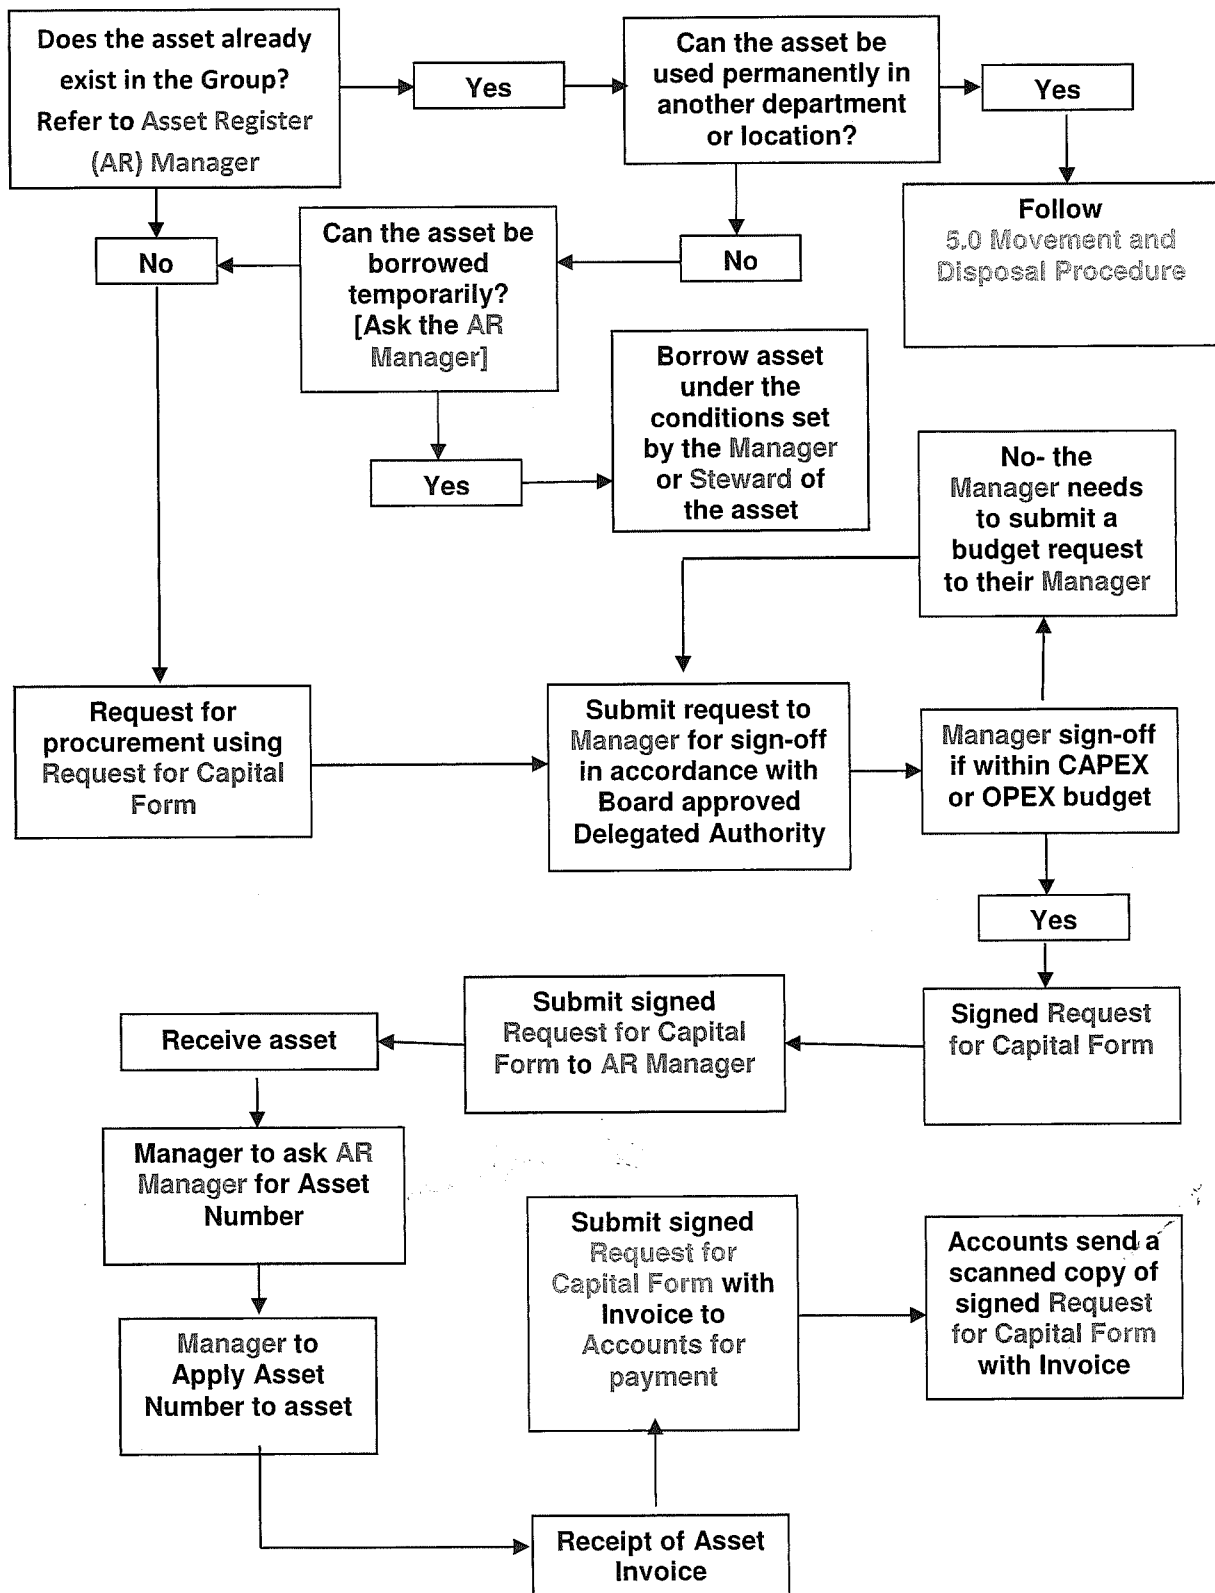 Does the asset already
exist in the Group?
Refer to Asset Register
(AR) Manager
Yes
Can the asset be
used permanently in
another department
or location?
Yes
Follow
5.0 Movement and
Disposal Procedure
No
Can the asset be
borrowed
temporarily?
[Ask the AR
Manager]
No
Yes
Borrow asset
under the
conditions set
by the Manager
or Steward of
the asset
No- the
Manager needs
to submit a
budget request
to their Manager
Request for
procurement using
Request for Capital
Form
Submit request to
Manager for sign-off
in accordance with
Board approved
Delegated Authority
Manager sign-off
if within CAPEX
or OPEX budget
Yes
Signed Request
for Capital Form
Submit signed
Request for Capital
Form to AR Manager
Receive asset
Manager to ask AR
Manager for Asset
Number
Manager to
Apply Asset
Number to asset
Receipt of Asset
Invoice
Submit signed
Request for
Capital Form with
Invoice to
Accounts for
payment
Accounts send a
scanned copy of
signed Request
for Capital Form
with Invoice